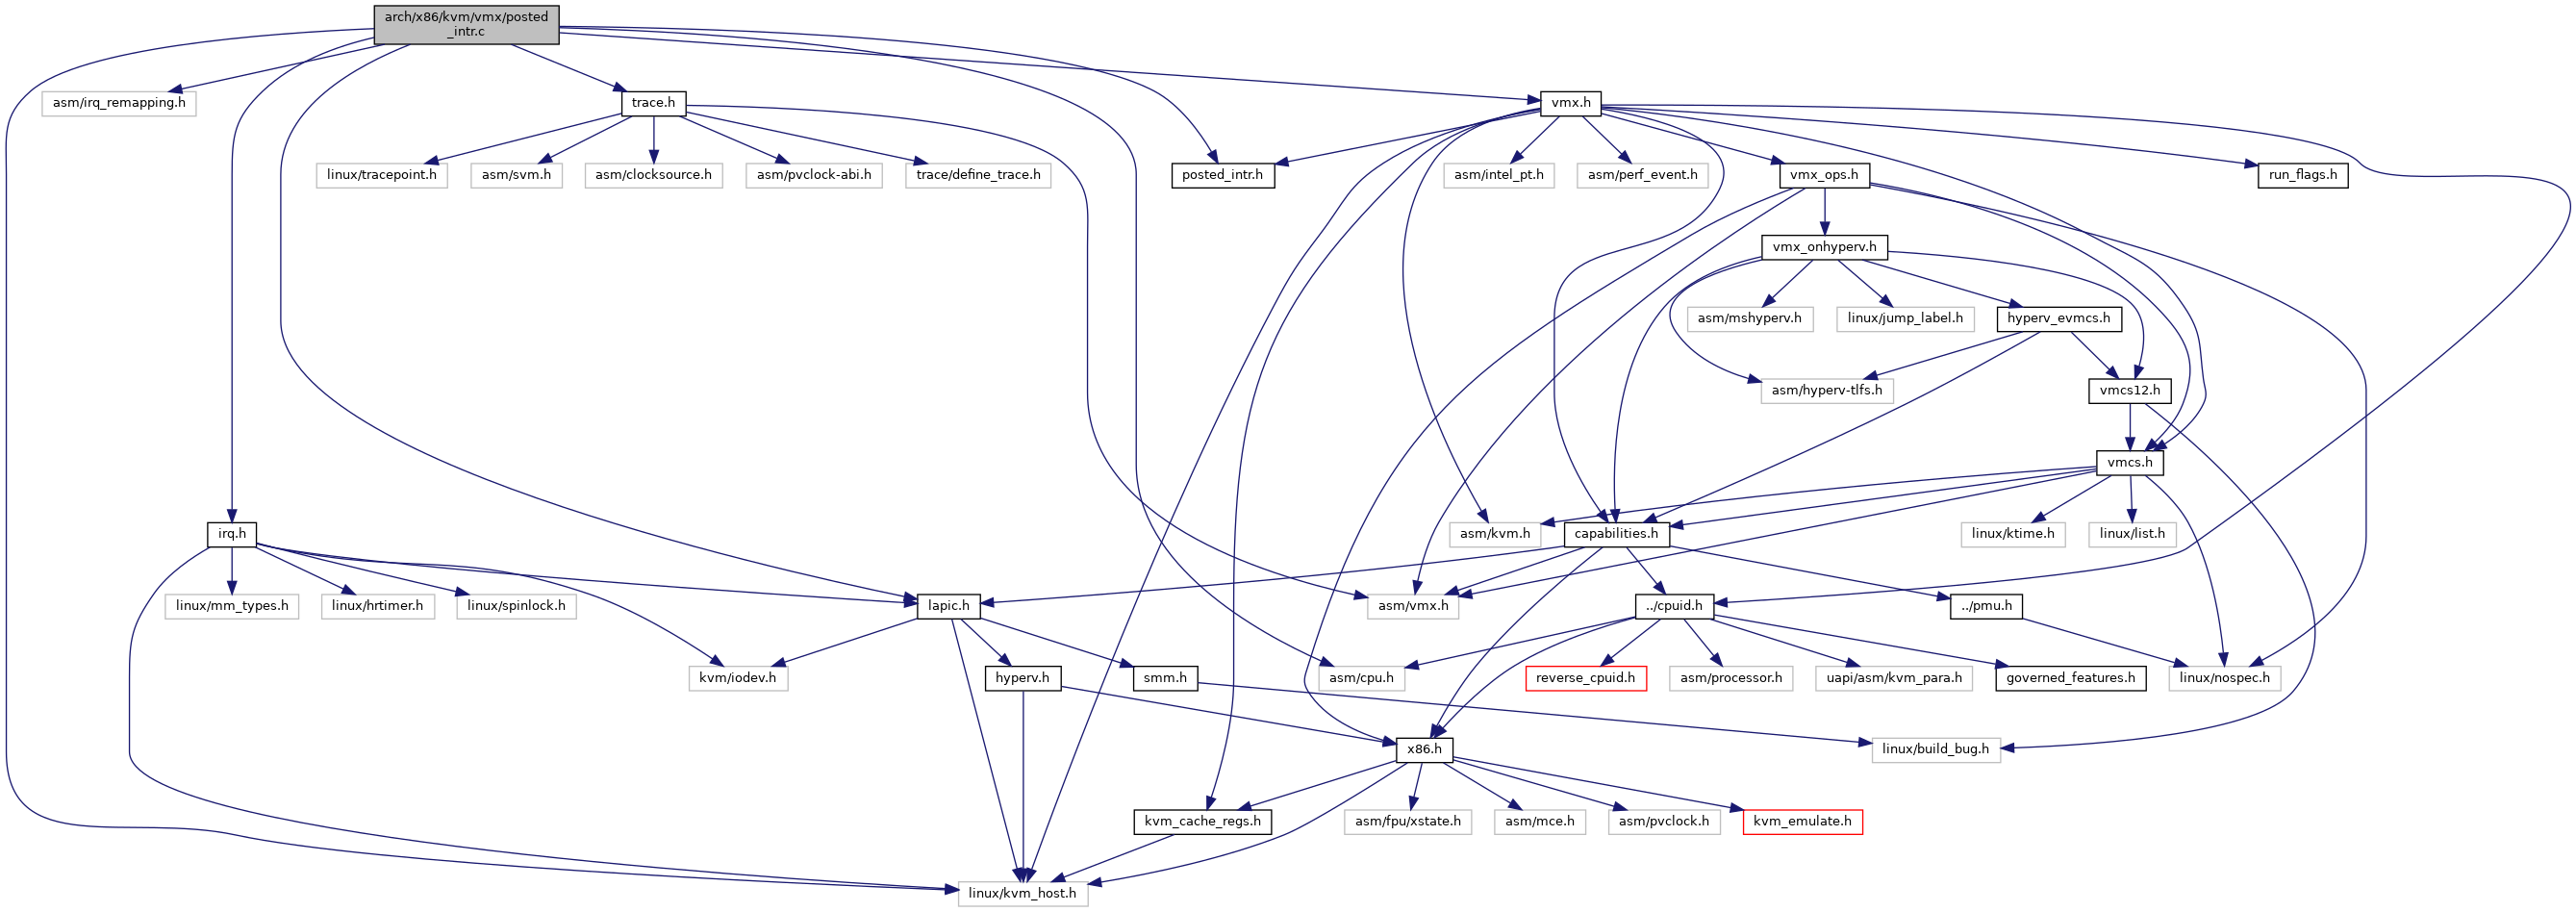 arch/x86/kvm/vmx/posted
_intr.c
asm/irq_remapping.h
trace.h
vmx.h
linux/tracepoint.h
asm/svm.h
asm/clocksource.h
asm/pvclock-abi.h
trace/define_trace.h
posted_intr.h
asm/intel_pt.h
asm/perf_event.h
vmx_ops.h
run_flags.h
vmx_onhyperv.h
asm/mshyperv.h
linux/jump_label.h
hyperv_evmcs.h
asm/hyperv-tlfs.h
vmcs12.h
vmcs.h
irq.h
asm/kvm.h
capabilities.h
linux/ktime.h
linux/list.h
linux/mm_types.h
linux/hrtimer.h
linux/spinlock.h
lapic.h
asm/vmx.h
../cpuid.h
../pmu.h
kvm/iodev.h
hyperv.h
smm.h
asm/cpu.h
reverse_cpuid.h
asm/processor.h
uapi/asm/kvm_para.h
governed_features.h
linux/nospec.h
x86.h
linux/build_bug.h
kvm_cache_regs.h
asm/fpu/xstate.h
asm/mce.h
asm/pvclock.h
kvm_emulate.h
linux/kvm_host.h